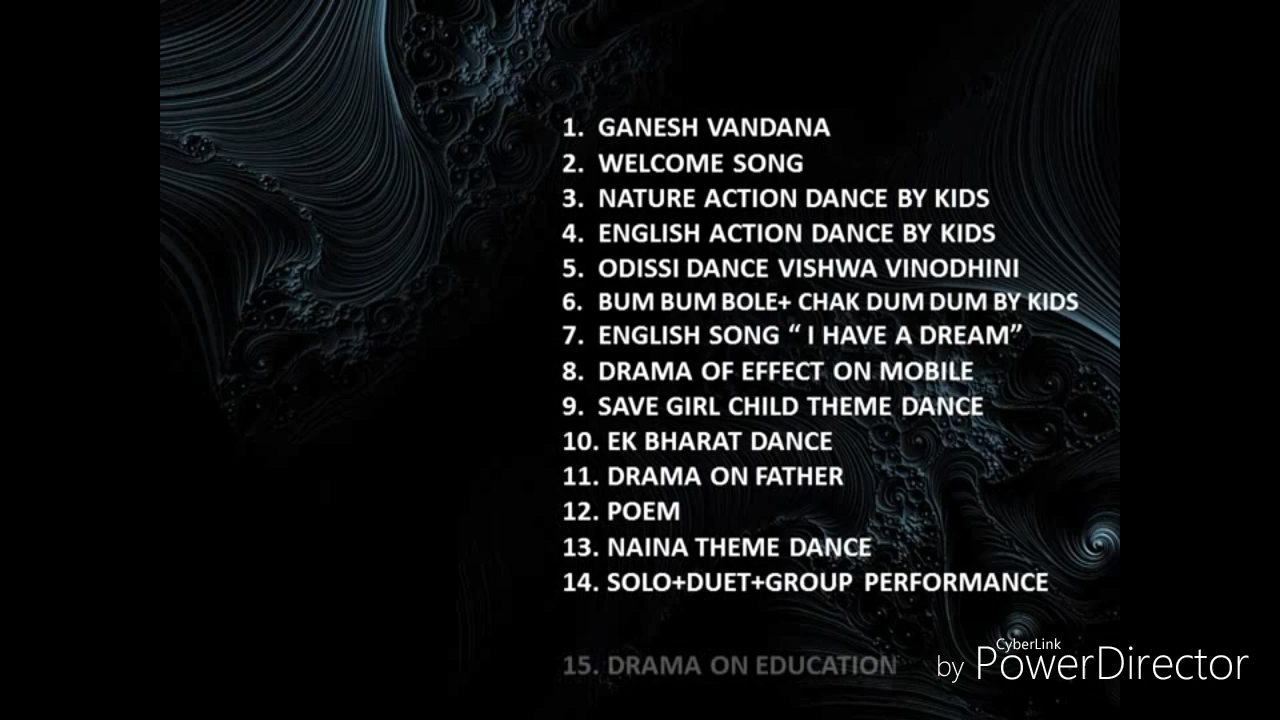 1. GANESH VANDANA
2. WELCOME SONG
3. NATURE ACTION DANCE BY KIDS
4. ENGLISH ACTION DANCE BY KIDS
5. ODISSI DANCE VISHWA VINODHINI
6. BUM BUM BOLE+ CHAK DUM DUM BY KIDS
7. ENGLISH SONG “ I HAVE A DREAM”
8. DRAMA OF EFFECT ON MOBILE
9. SAVE GIRL CHILD THEME DANCE
10. EK BHARAT DANCE
11. DRAMA ON FATHER
12. POEM
13. NAINA THEME DANCE
14. SOLO+DUET+GROUP PERFORMANCE
15. DRAMA ON EDUCATION
CyberLink
by PowerDirector